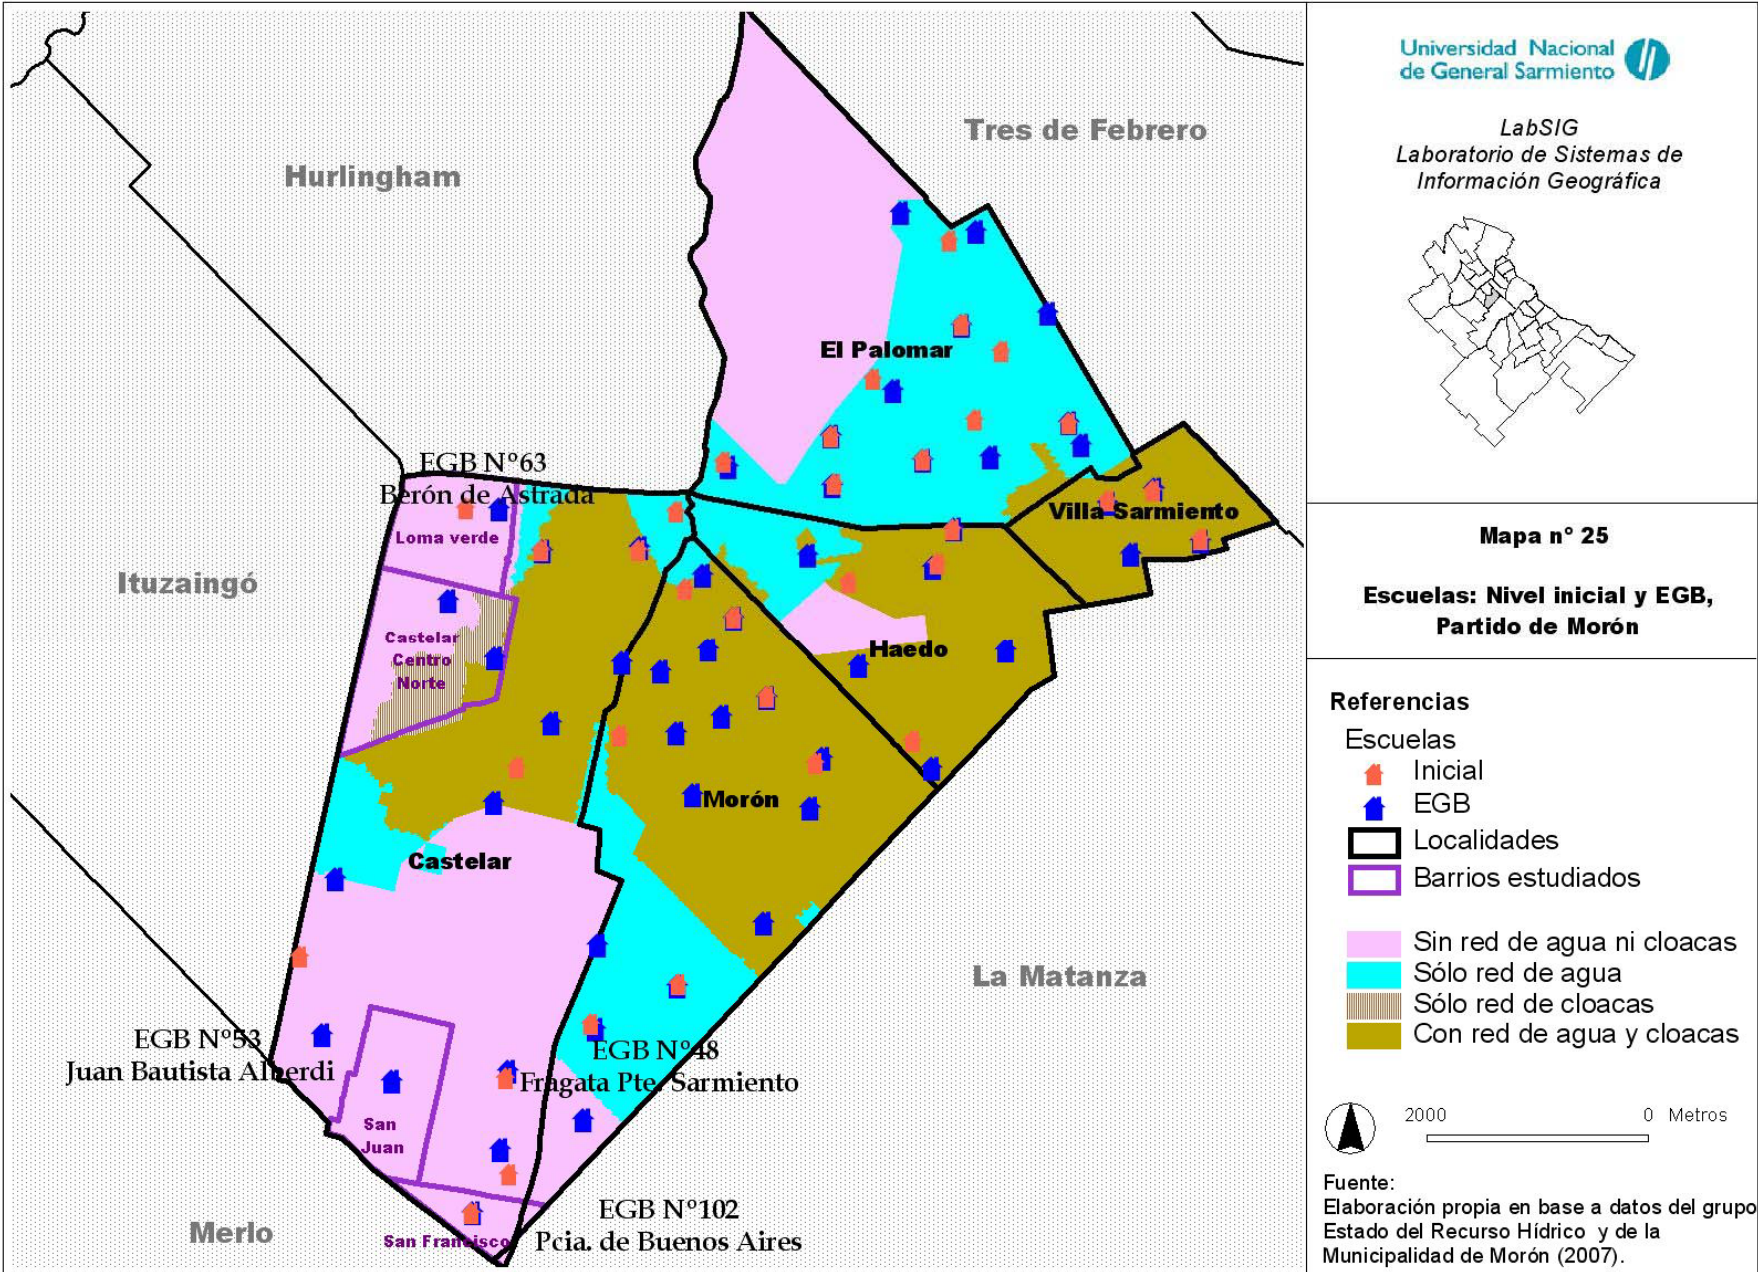 Tres de Febrero
Hurlingham
El Palomar
EGB Nº63
Berón de Astrada
Villa Sarmiento
Loma verde
Ituzaingó
Castelar
Centro
Norte
Haedo
Morón
Castelar
La Matanza
EGB Nº53
Juan Bautista Alberdi
EGB Nº48
Fragata Pte. Sarmiento
San
Juan
EGB Nº102
Pcia. de Buenos Aires
Merlo
San Francisco
Universidad Nacional
de General Sarmiento
LabSIG
Laboratorio de Sistemas de
Información Geográfica
Mapa nº 25
Escuelas: Nivel inicial y EGB,
Partido de Morón
Referencias
Escuelas
Inicial
EGB
Localidades
Barrios estudiados
Sin red de agua ni cloacas
Sólo red de agua
Sólo red de cloacas
Con red de agua y cloacas
2000 0 Metros
Fuente:
Elaboración propia en base a datos del grupo
Estado del Recurso Hídrico y de la
Municipalidad de Morón (2007).